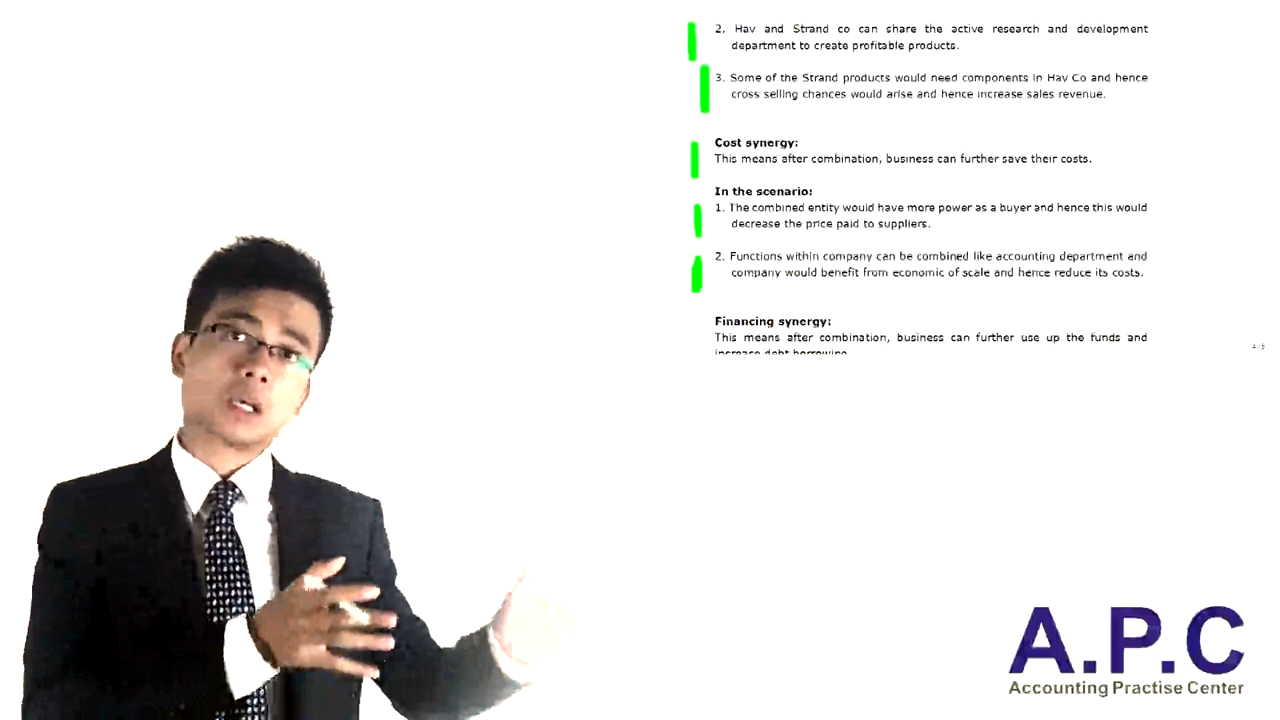 2. Hav and Strand co can share the active research and development
department to create profitable products.
3. Some of the Strand products would need components in Hav Co and hence
cross selling chances would arise and hence increase sales revenue.
Cost synergy:
This means after combination, business can further save their costs.
In the scenario:
1. The combined entity would have more power as a buyer and hence this would
decrease the price paid to suppliers.
2. Functions within company can be combined like accounting department and
company would benefit from economic of scale and hence reduce its costs.
Financing synergy:
This means after combination, business can further use up the funds and
increase debt borrowing
4/8
A.P.C
Accounting Practise Center